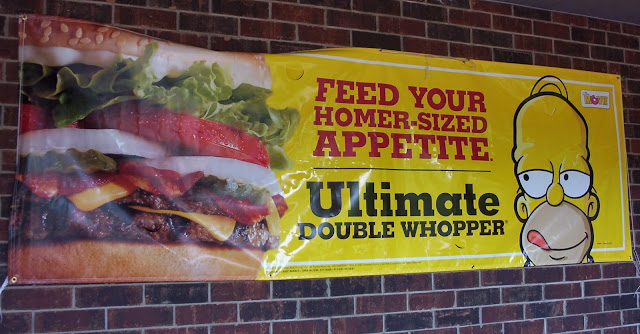 FEED YOUR
HOMER-SIZED
APPETITE.
Ultimate
DOUBLE WHOPPER®